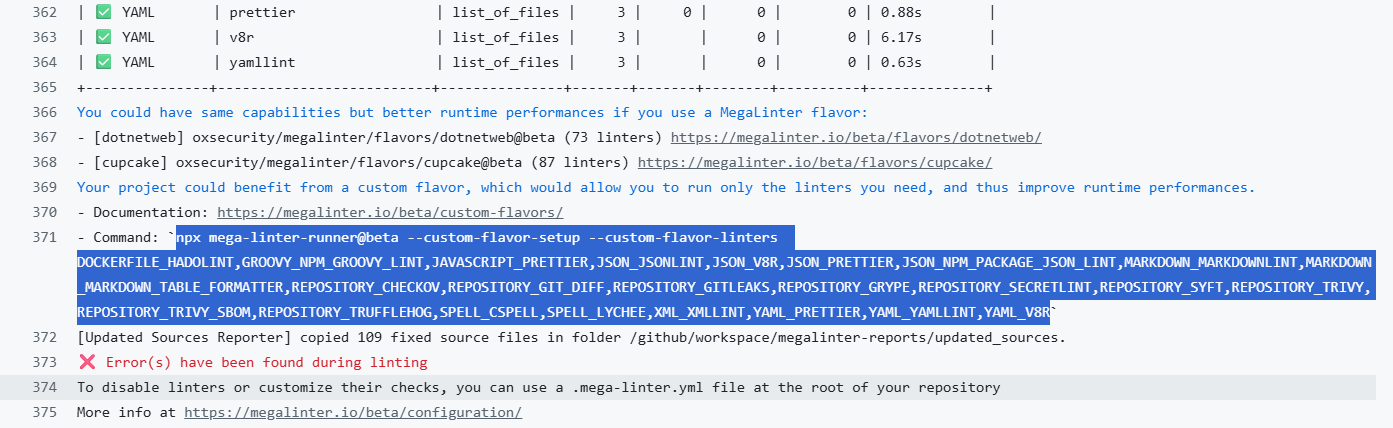 362 | ✅ YAML | prettier | list_of_files | 3 | 0 | 0 | 0 | 0.88s |
363 | ✅ YAML | v8r | list_of_files | 3 | | 0 | 0 | 6.17s |
364 | ✅ YAML | yamllint | list_of_files | 3 | | 0 | 0 | 0.63s |
365 +---------------+--------------------------+---------------+-------+-------+--------+----------+--------------+
366 You could have same capabilities but better runtime performances if you use a MegaLinter flavor:
367 - [dotnetweb] oxsecurity/megalinter/flavors/dotnetweb@beta (73 linters) https://megalinter.io/beta/flavors/dotnetweb/
368 - [cupcake] oxsecurity/megalinter/flavors/cupcake@beta (87 linters) https://megalinter.io/beta/flavors/cupcake/
369 Your project could benefit from a custom flavor, which would allow you to run only the linters you need, and thus improve runtime performances.
370 - Documentation: https://megalinter.io/beta/custom-flavors/
371 - Command: `npx mega-linter-runner@beta --custom-flavor-setup --custom-flavor-linters
DOCKERFILE_HADOLINT,GROOVY_NPM_GROOVY_LINT,JAVASCRIPT_PRETTIER,JSON_JSONLINT,JSON_V8R,JSON_PRETTIER,JSON_NPM_PACKAGE_JSON_LINT,MARKDOWN_MARKDOWNLINT,MARKDOWN
_MARKDOWN_TABLE_FORMATTER,REPOSITORY_CHECKOV,REPOSITORY_GIT_DIFF,REPOSITORY_GITLEAKS,REPOSITORY_GRYPE,REPOSITORY_SECRETLINT,REPOSITORY_SYFT,REPOSITORY_TRIVY,
REPOSITORY_TRIVY_SBOM,REPOSITORY_TRUFFLEHOG,SPELL_CSPELL,SPELL_LYCHEE,XML_XMLLINT,YAML_PRETTIER,YAML_YAMLLINT,YAML_V8R`
372 [Updated Sources Reporter] copied 109 fixed source files in folder /github/workspace/megalinter-reports/updated_sources.
373 ❌ Error(s) have been found during linting
374 To disable linters or customize their checks, you can use a .mega-linter.yml file at the root of your repository
375 More info at https://megalinter.io/beta/configuration/